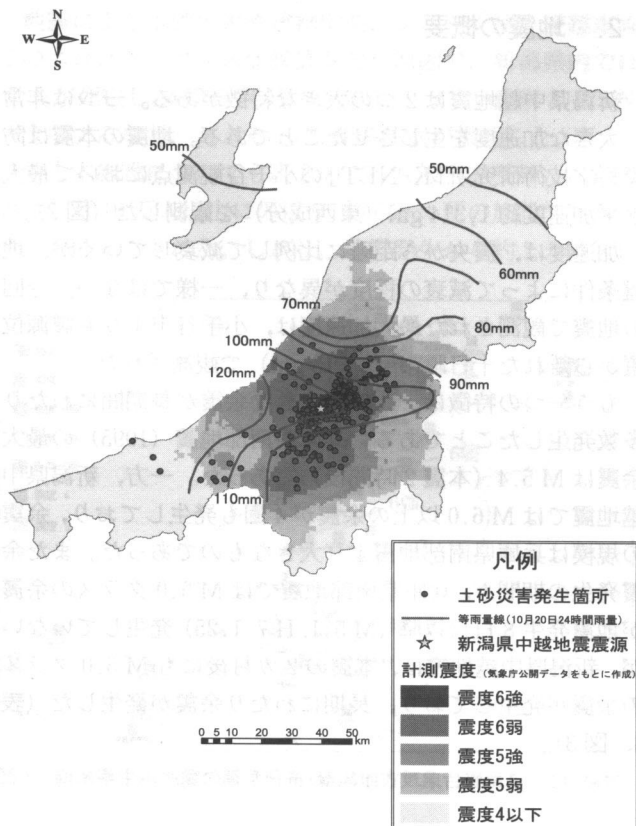 N
W E
S
50mm
50mm
60mm
70mm
80mm
100mm
120mm
90mm
110mm
0 5 10 20 30 40 50
km
凡例
土砂災害発生箇所
等雨量線(10月20日24時間雨量)
新潟県中越地震震源
計測震度 (気象庁公開データをもとに作成)
震度6強
震度6弱
震度5強
震度5弱
震度4以下